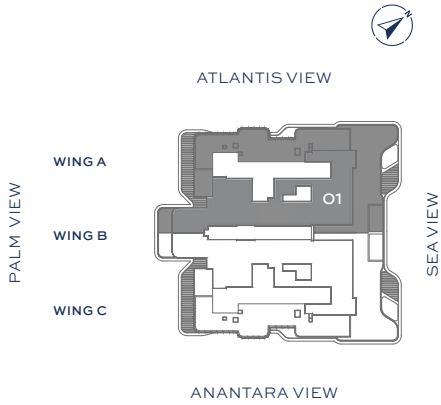 N
ATLANTIS VIEW
WING A
01
PALM VIEW
WING B
SEA VIEW
WING C
ANANTARA VIEW